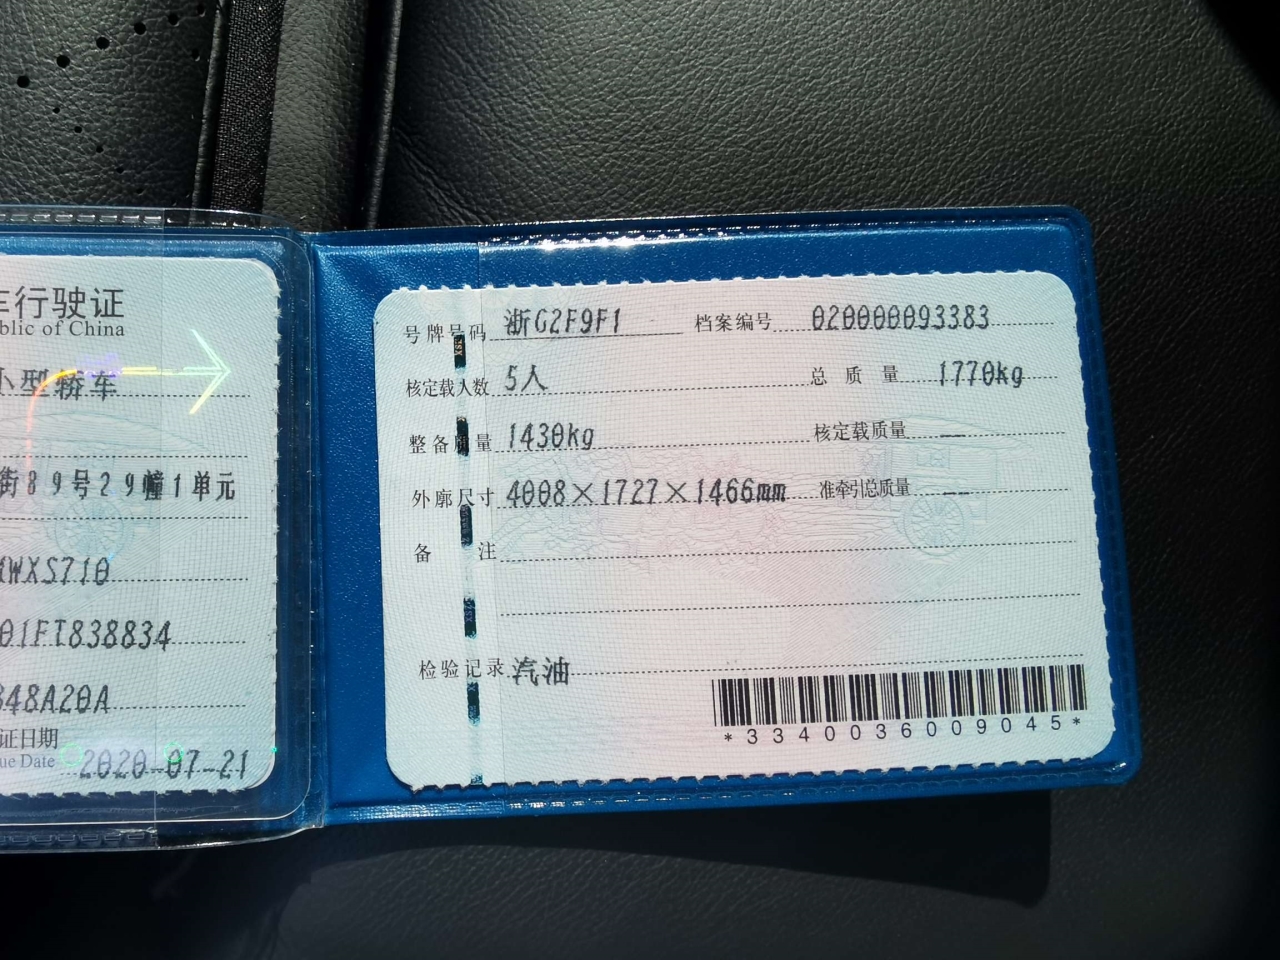 车行驶证
blic of China
小型轿车
街89号29幢1单元
WXS710
01FT838834
348A20A
证日期
ue Date 2020-07-21
号牌号码 浙G2F9F1 档案编号 020000093383
核定载人数 5人 总质量 1770kg
整备质量 1430kg 核定载质量 --
外廓尺寸 4008×1727×1466mm 准牵引总质量 --
备注
检验记录 汽油
*3340036009045*